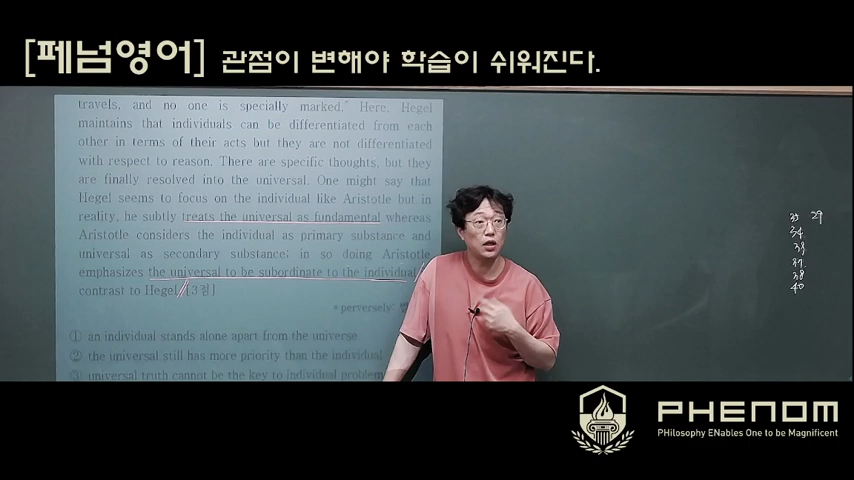 [페넘영어] 관점이 변해야 학습이 쉬워진다.
travels, and no one is specially marked." Here, Hegel
maintains that individuals can be differentiated from each
other in terms of their acts but they are not differentiated
with respect to reason. There are specific thoughts, but they
are finally resolved into the universal. One might say that
Hegel seems to focus on the individual like Aristotle but in
reality, he subtly treats the universal as fundamental whereas
Aristotle considers the individual as primary substance and
universal as secondary substance; in so doing Aristotle
emphasizes the universal to be subordinate to the individual
contrast to Hegel. [3점]
* perversely:
① an individual stands alone apart from the universe
② the universal still has more priority than the individual
③ universal truth cannot be the key to individual problem
29
34
37
38
40
PHENOM
PHilosophy ENables One to be Magnificent